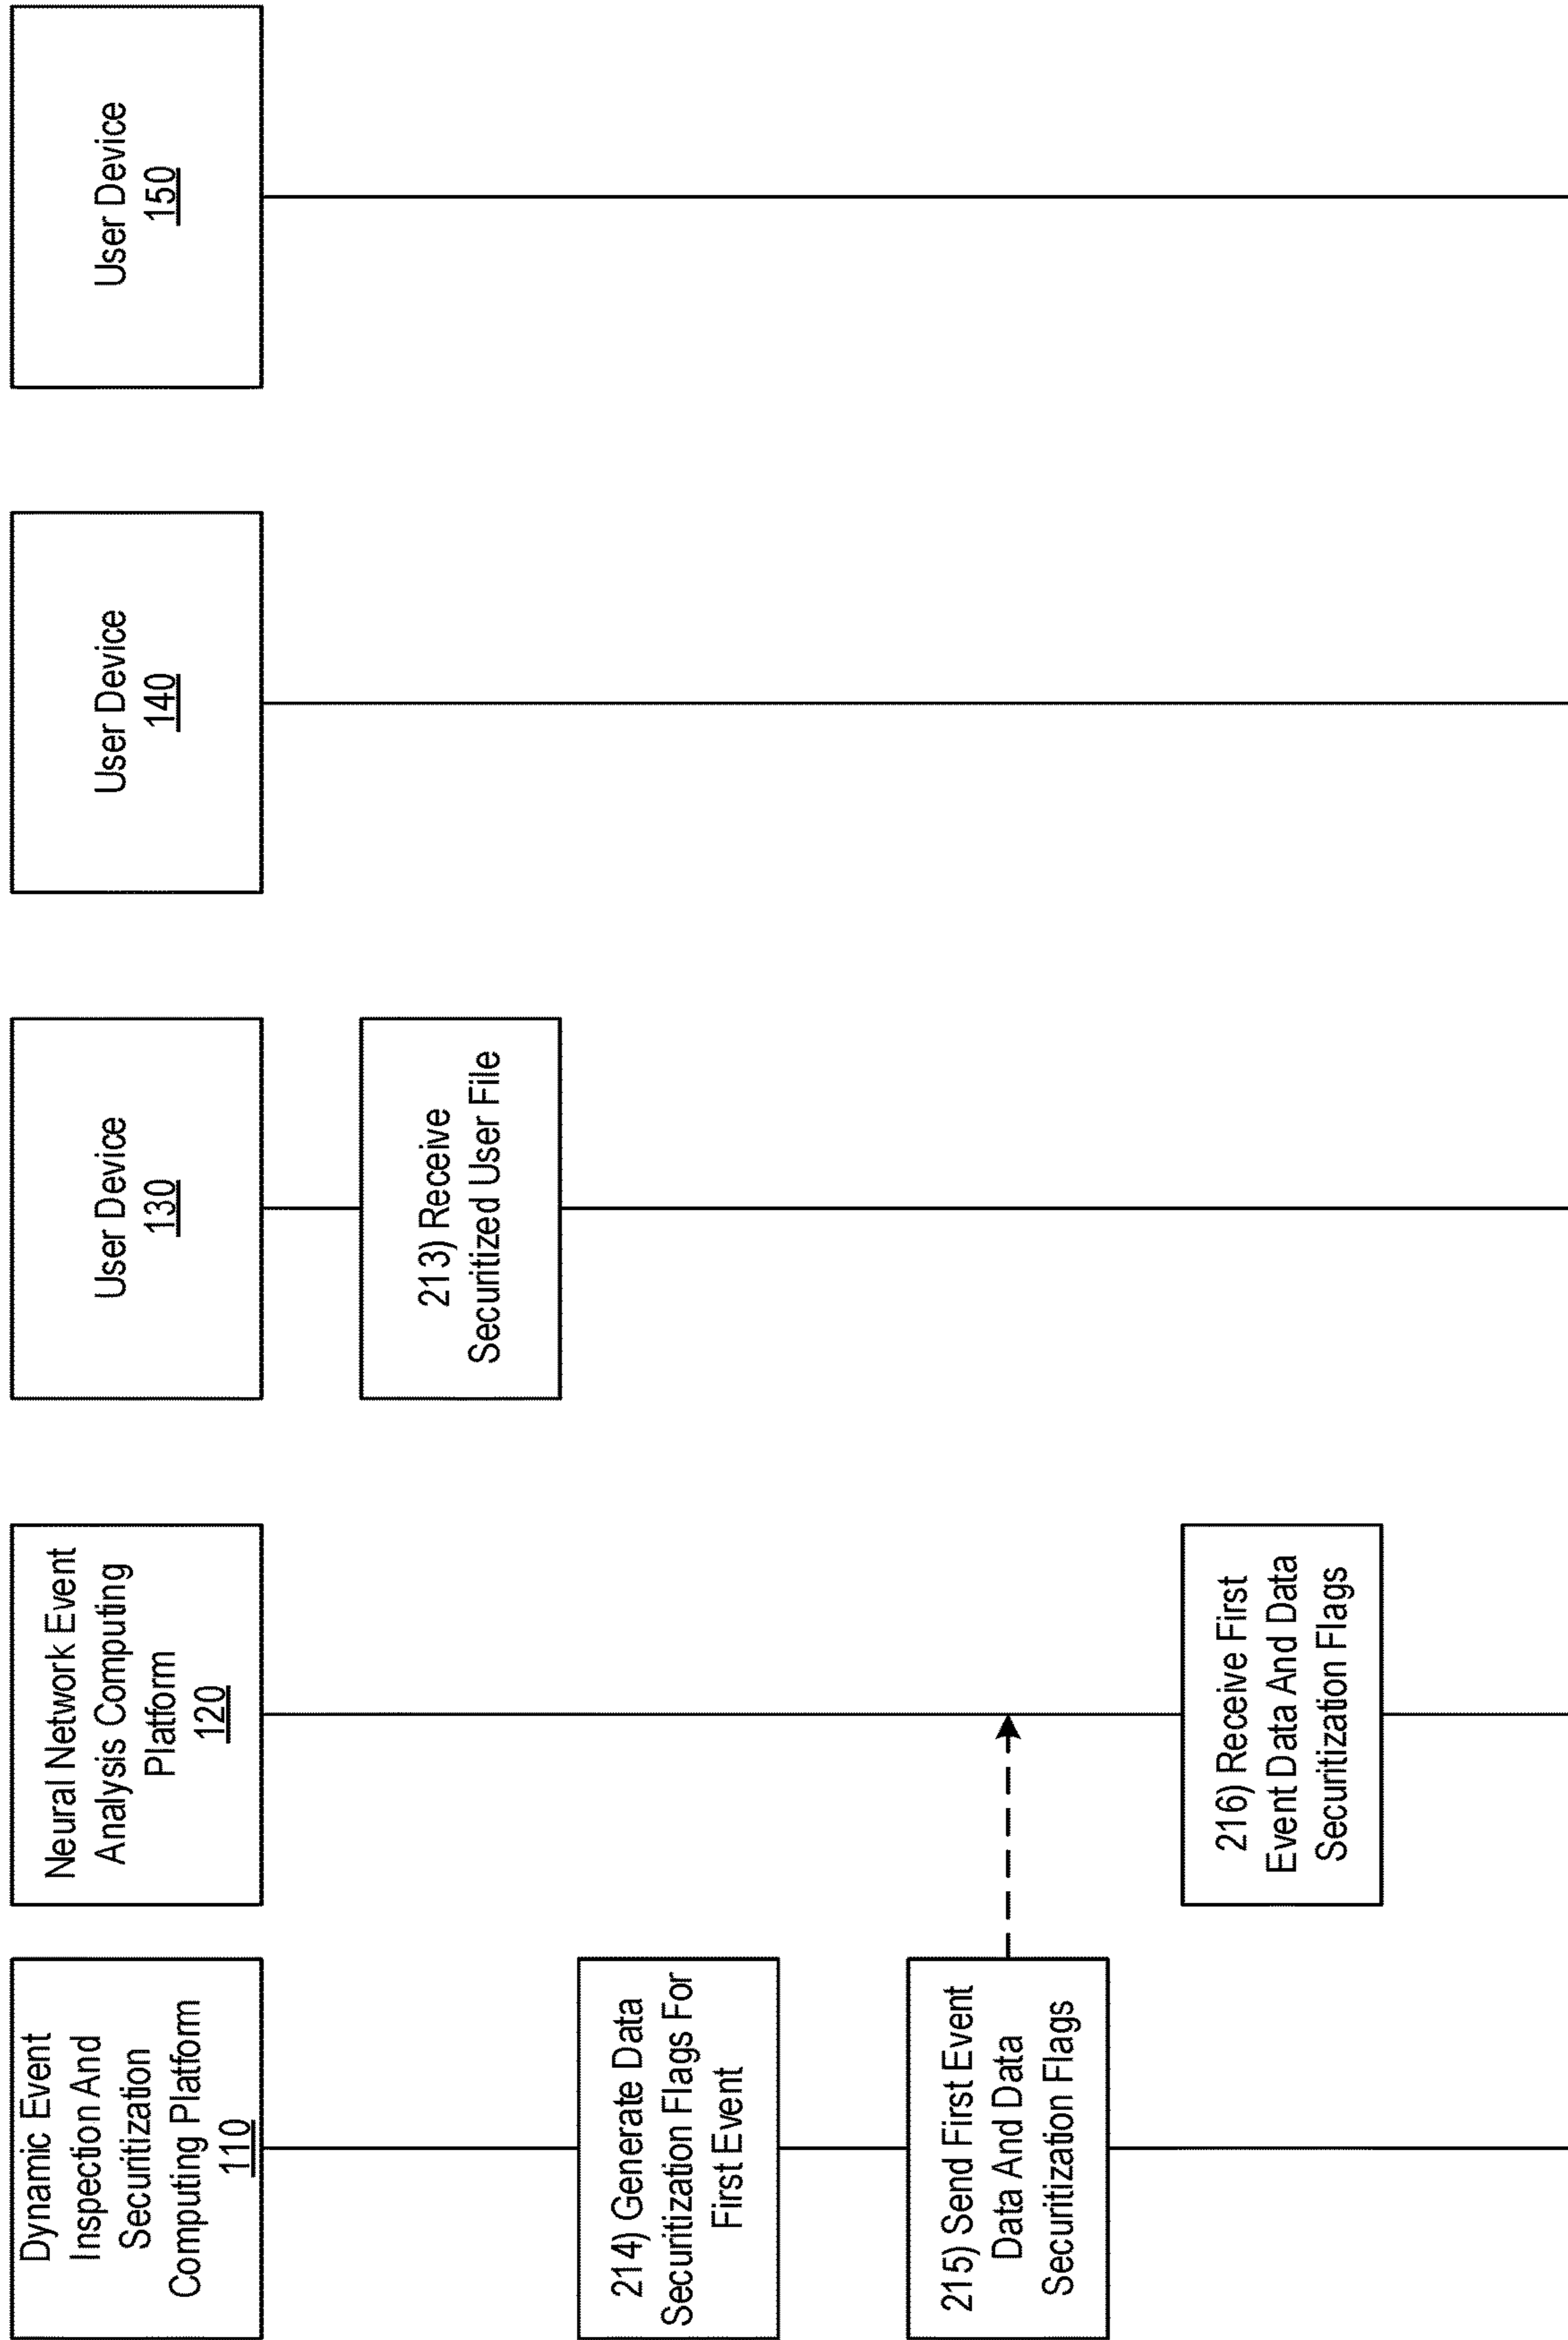 Dynamic Event
Inspection And
Securitization
Computing Platform
110
Neural Network Event
Analysis Computing
Platform
120
User Device
130
User Device
140
User Device
150
213) Receive
Securitized User File
214) Generate Data
Securitization Flags For
First Event
215) Send First Event
Data And Data
Securitization Flags
216) Receive First
Event Data And Data
Securitization Flags